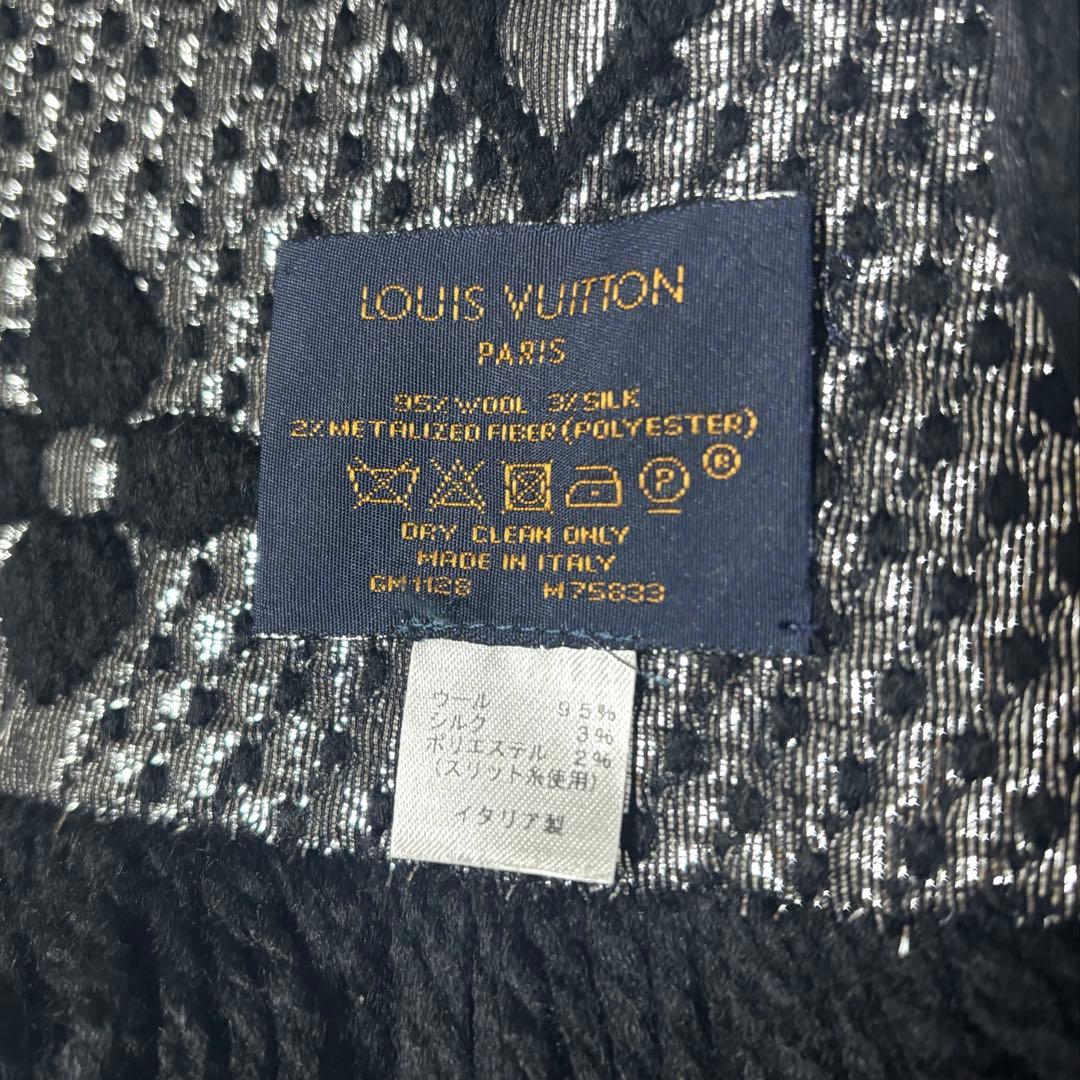 LOUIS VUITTON
PARIS
95% WOOL 3% SILK
2% METALIZED FIBER (POLYESTER)
P ®
DRY CLEAN ONLY
MADE IN ITALY
GM1128 M75833
ウール 95%
シルク 3%
ポリエステル 2%
(スリット糸使用)
イタリア製